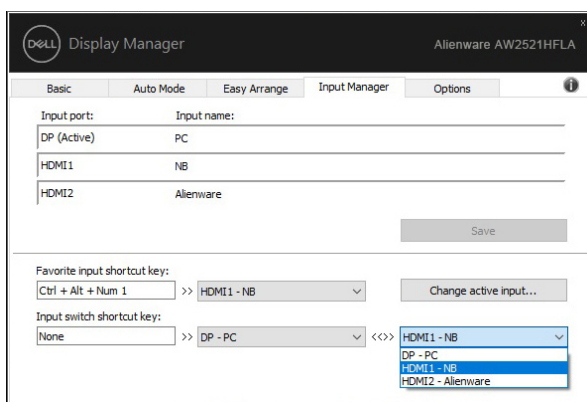 x
DELL Display Manager Alienware AW2521HFLA
Basic Auto Mode Easy Arrange Input Manager Options i
Input port: Input name:
DP (Active) PC
HDMI1 NB
HDMI2 Alienware
Save
Favorite input shortcut key:
Ctrl + Alt + Num 1 >> HDMI1 - NB Change active input...
Input switch shortcut key:
None >> DP - PC <<>> HDMI1 - NB
DP - PC
HDMI1 - NB
HDMI2 - Alienware